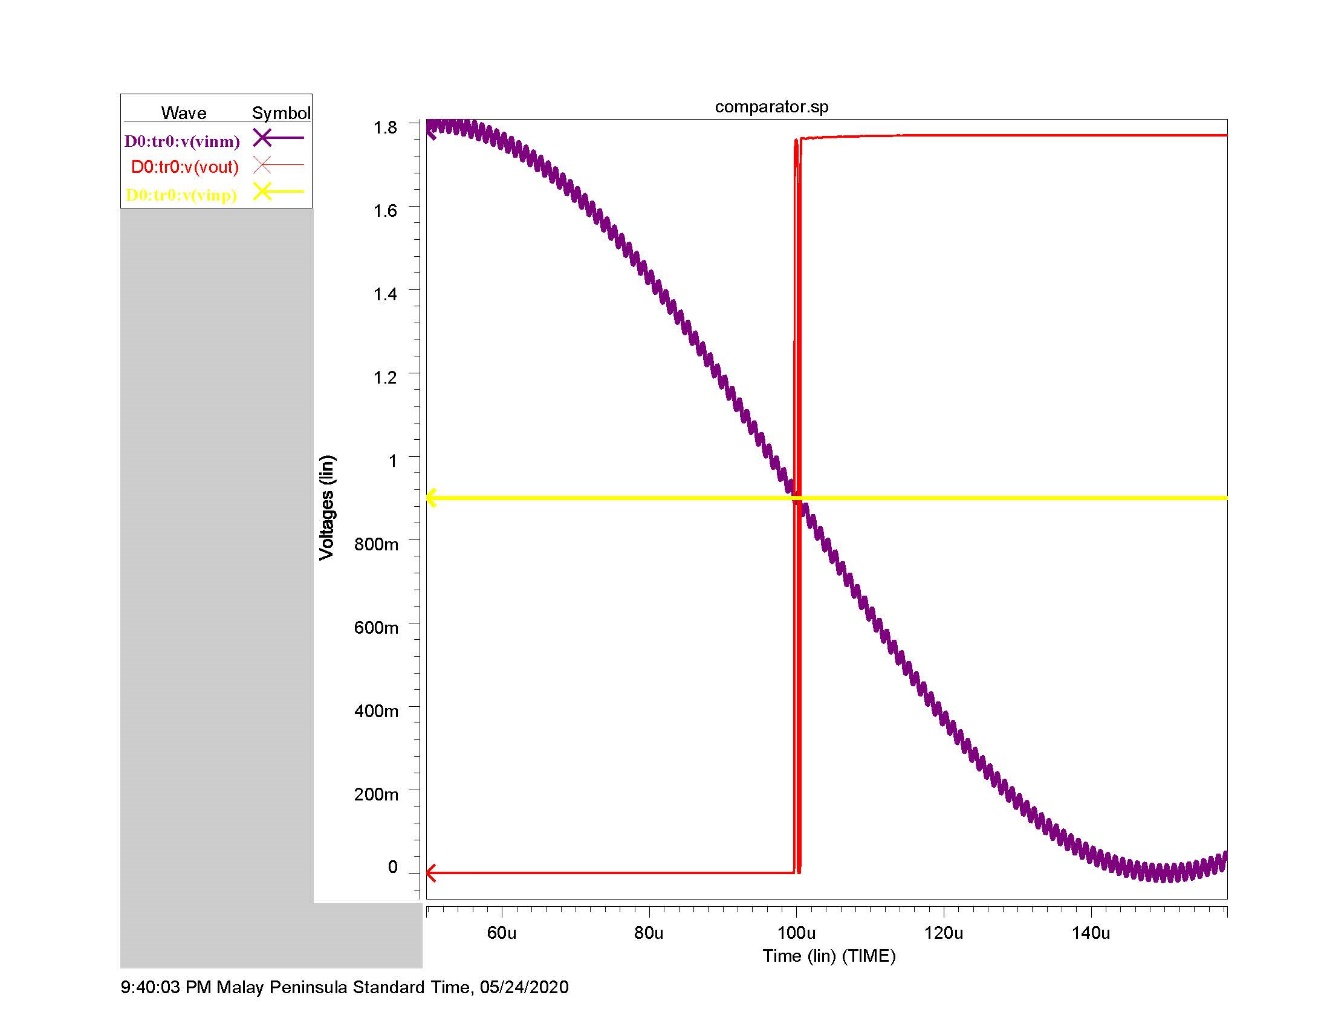 comparator.sp
Wave Symbol
D0:tr0:v(vinm)
D0:tr0:v(vout)
D0:tr0:v(vinp)
Voltages (lin)
1.8
1.6
1.4
1.2
1
800m
600m
400m
200m
0
60u 80u 100u 120u 140u
Time (lin) (TIME)
9:40:03 PM Malay Peninsula Standard Time, 05/24/2020